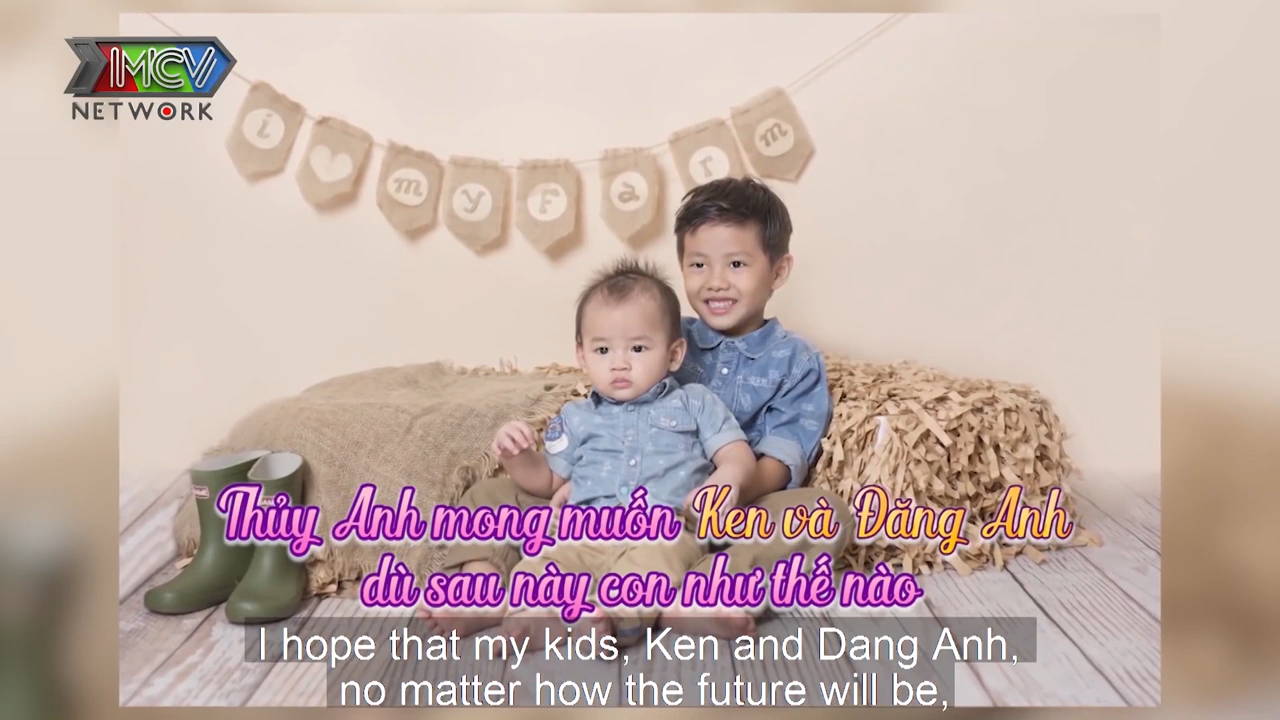 MCV
NETWORK
i my Farm
Thủy Anh mong muốn Ken và Đăng Anh
dù sau này con như thế nào
I hope that my kids, Ken and Dang Anh,
no matter how the future will be,